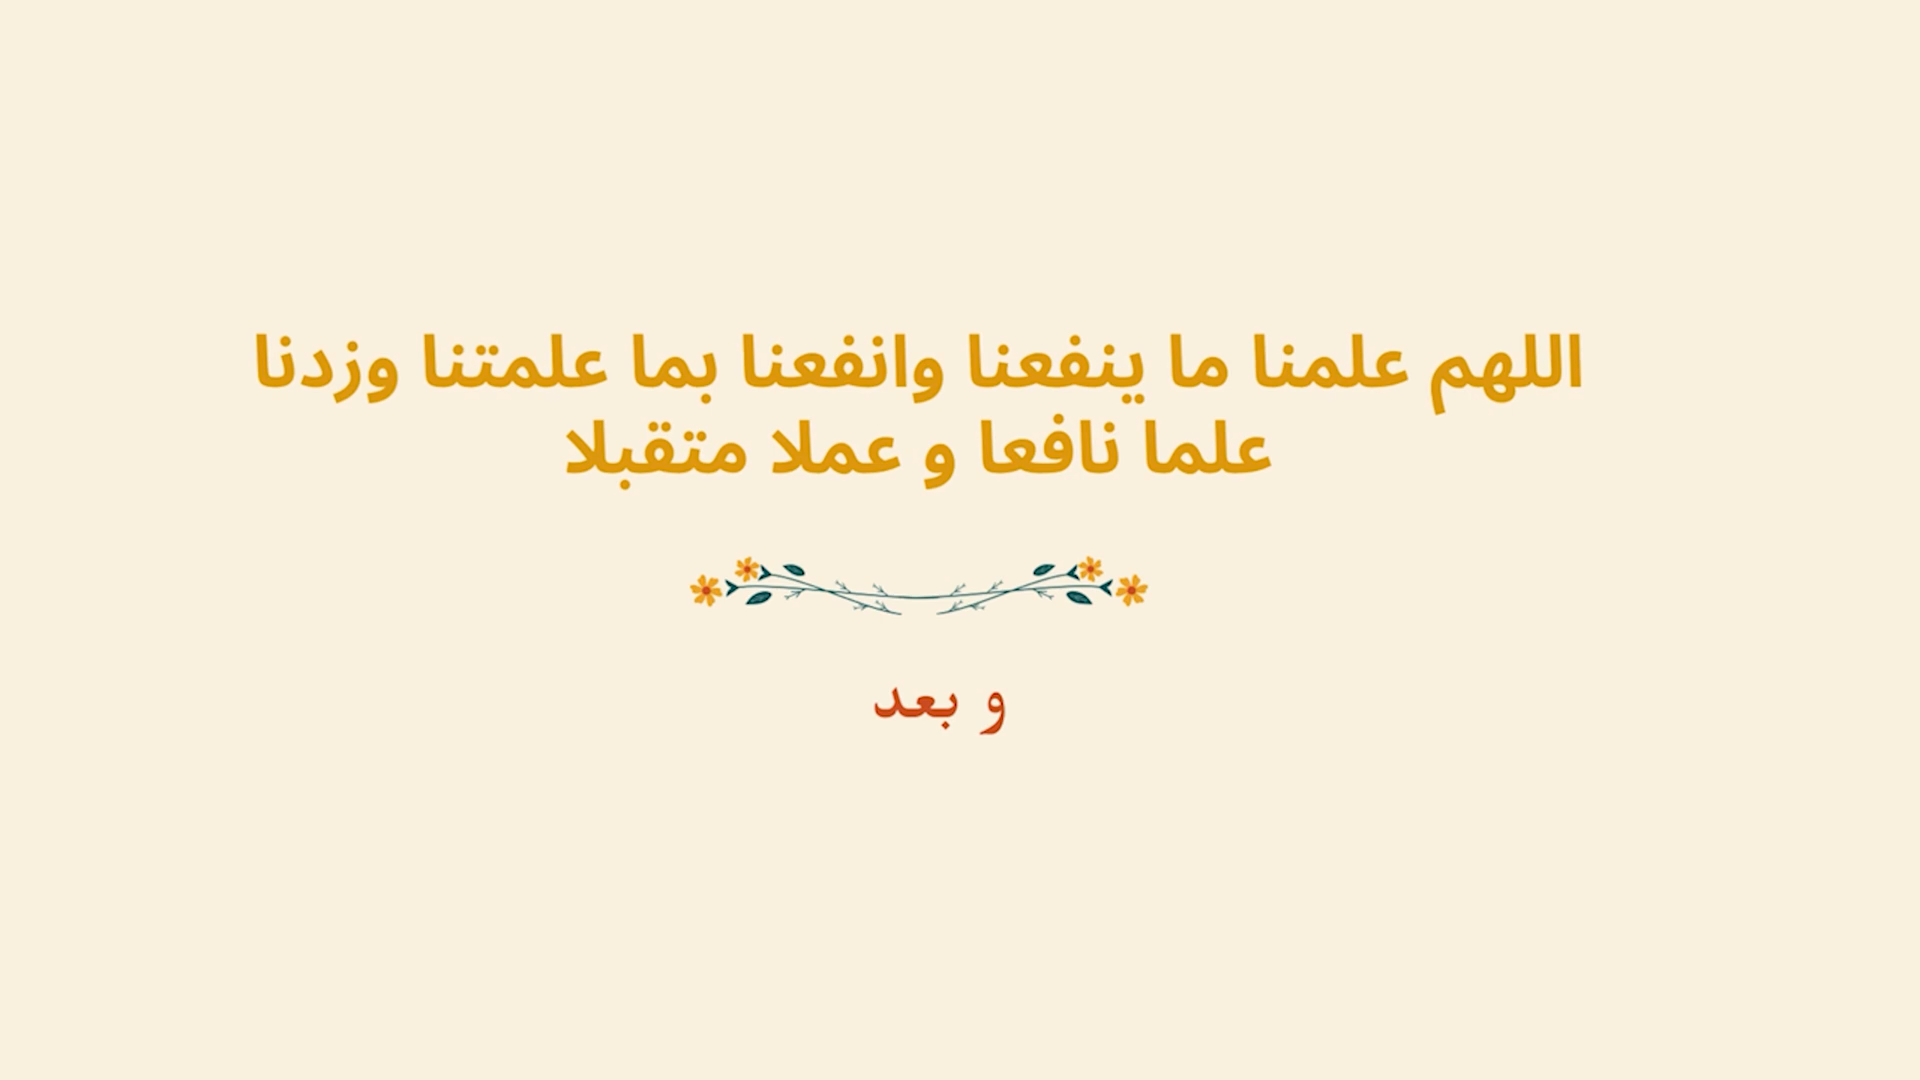 اللهم علمنا ما ينفعنا وانفعنا بما علمتنا وزدنا
علما نافعا و عملا متقبلا
و بعد